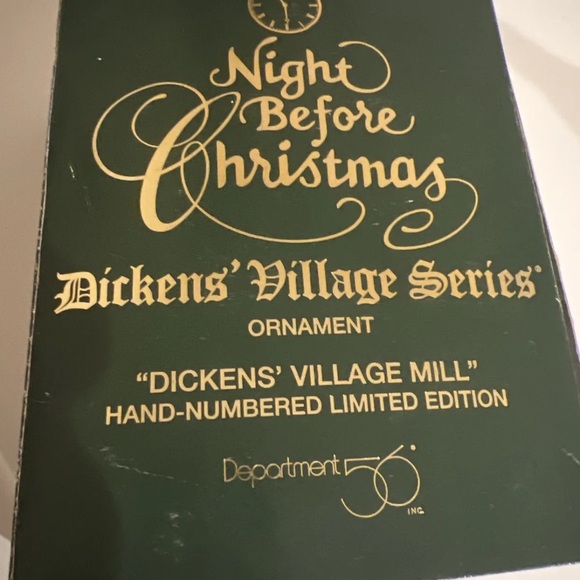 Night
Before
Christmas
Dickens' Village Series®
ORNAMENT
"DICKENS' VILLAGE MILL"
HAND-NUMBERED LIMITED EDITION
Department 56®
INC.